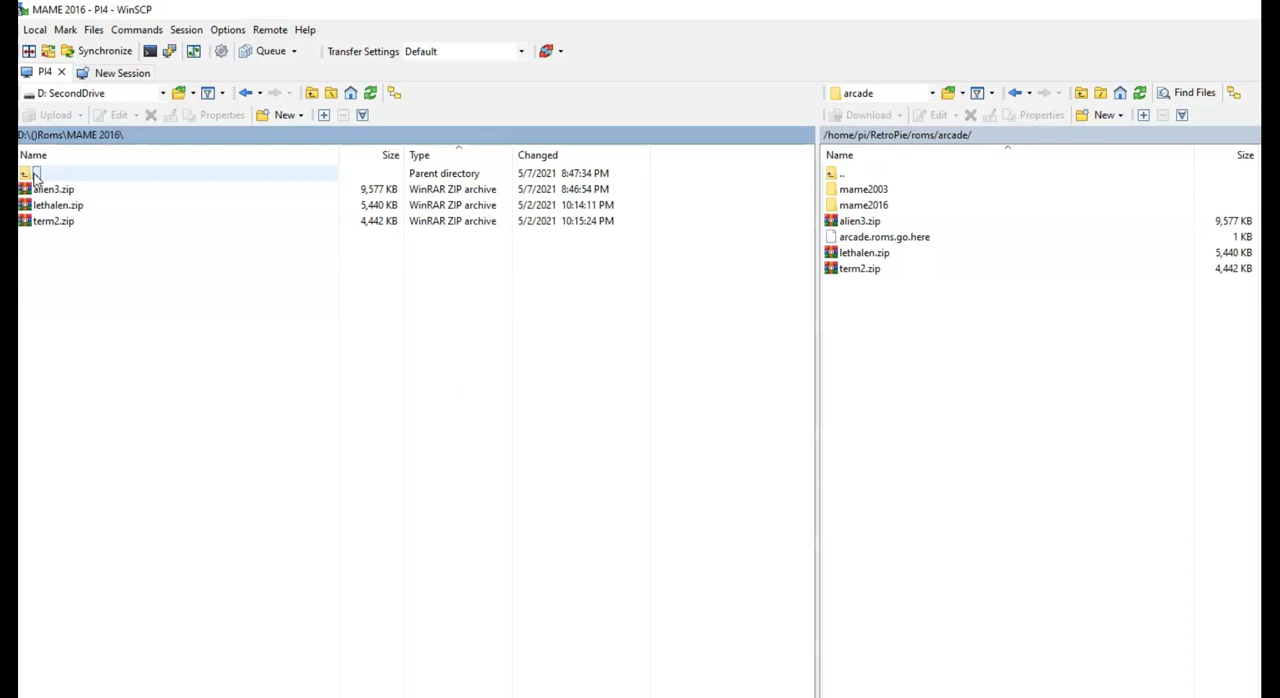 MAME 2016 - PI4 - WinSCP
Local Mark Files Commands Session Options Remote Help
Synchronize Queue Transfer Settings Default
PI4 New Session
D: SecondDrive
arcade Find Files
Upload Edit Properties New
Download Edit Properties New
D:\()Roms\MAME 2016\
/home/pi/RetroPie/roms/arcade/
Name Size Type Changed
Parent directory 5/7/2021 8:47:34 PM
alien3.zip 9,577 KB WinRAR ZIP archive 5/7/2021 8:46:54 PM
lethalen.zip 5,440 KB WinRAR ZIP archive 5/2/2021 10:14:11 PM
term2.zip 4,442 KB WinRAR ZIP archive 5/2/2021 10:15:24 PM
Name Size
..
mame2003
mame2016
alien3.zip 9,577 KB
arcade.roms.go.here 1 KB
lethalen.zip 5,440 KB
term2.zip 4,442 KB